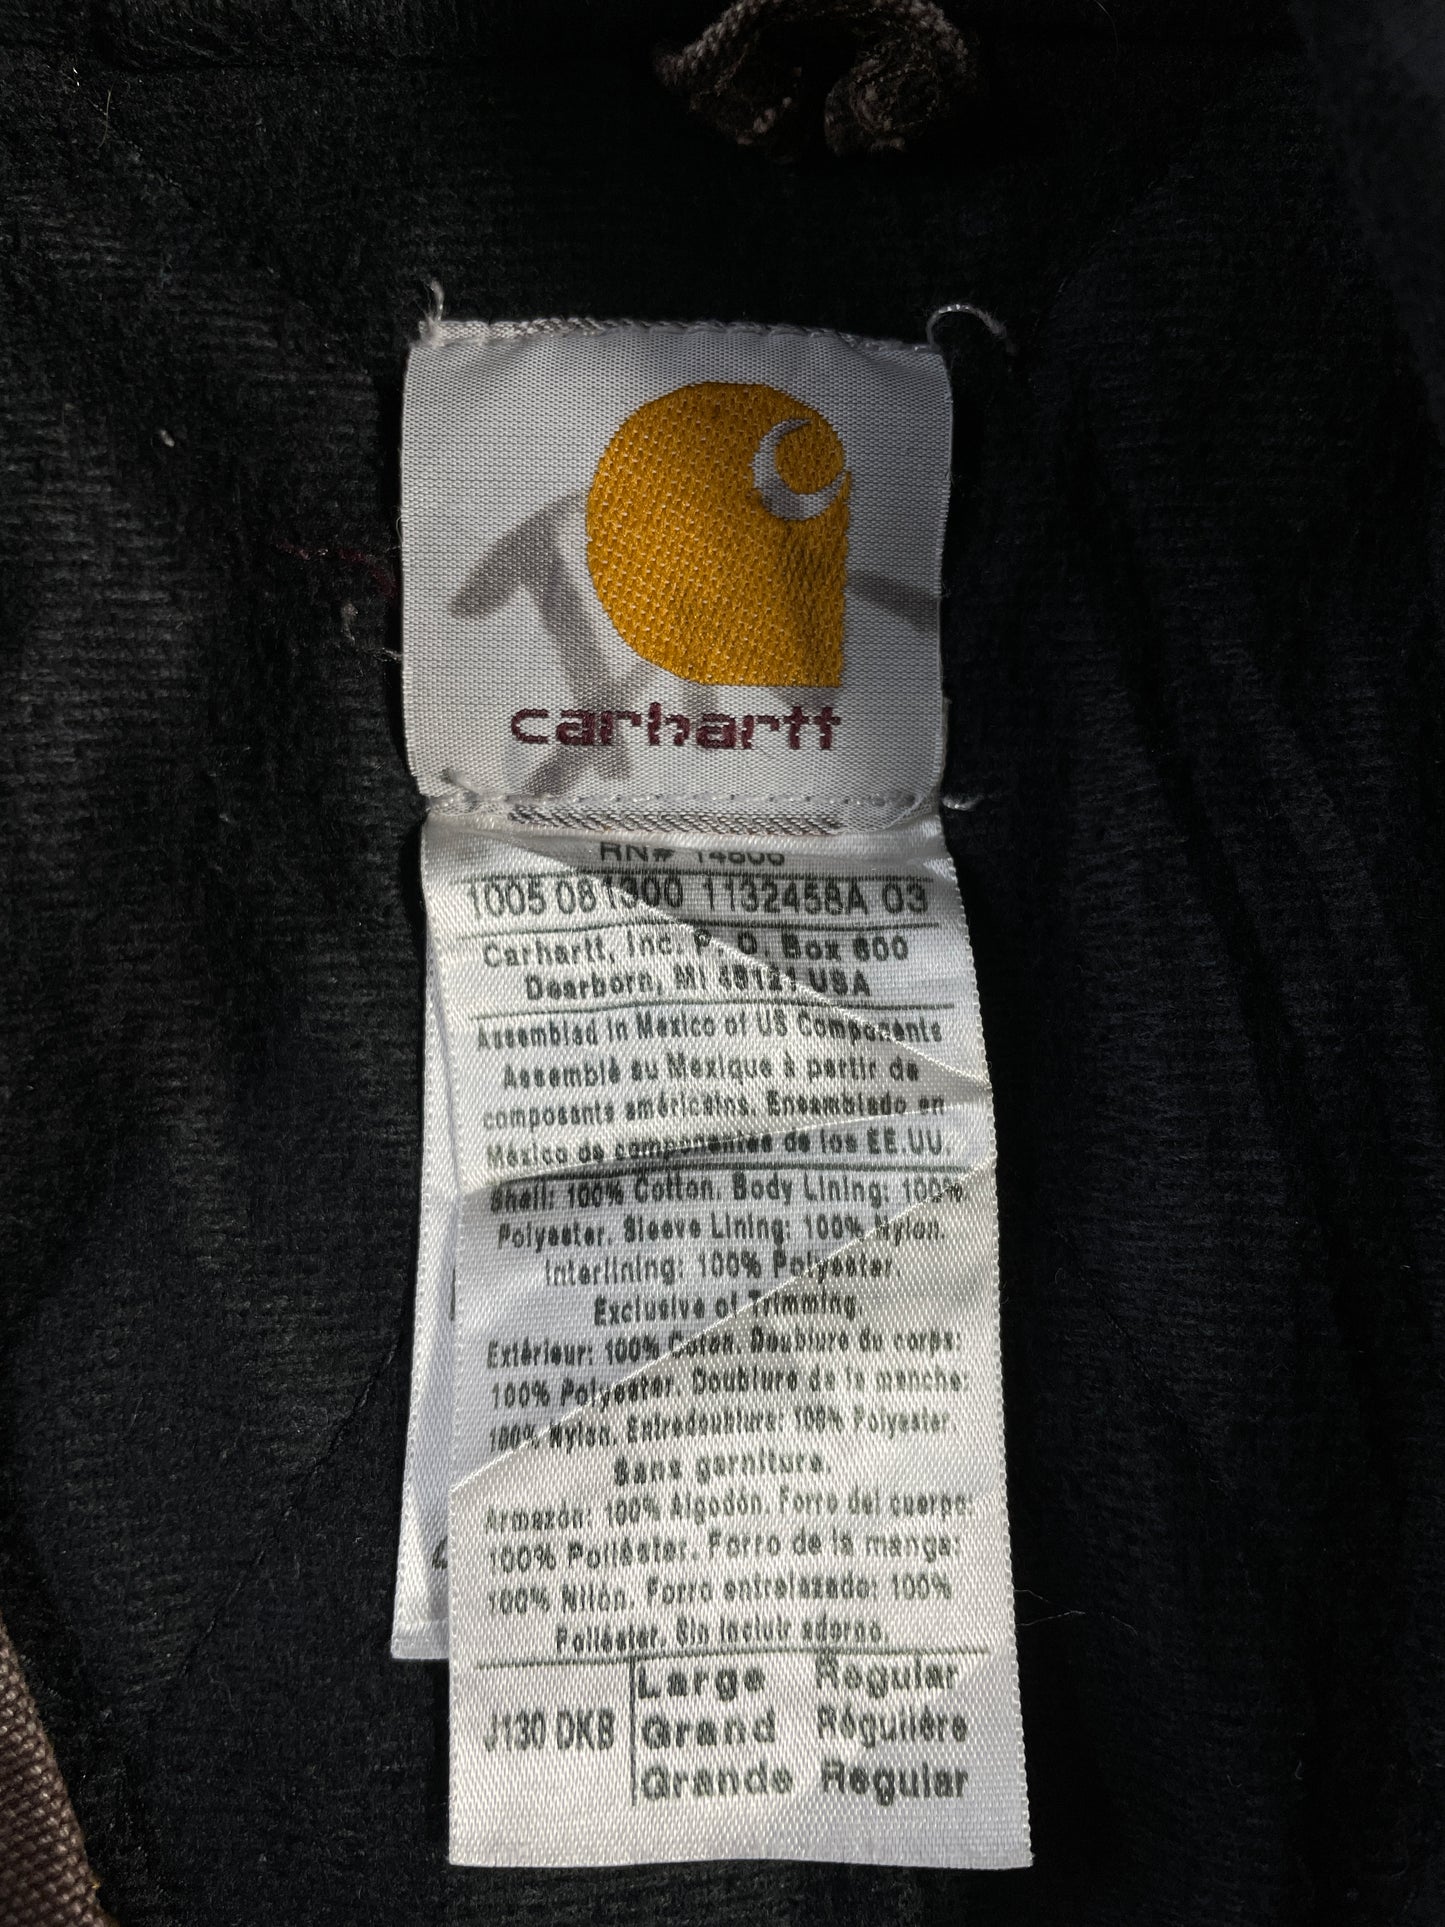 carhartt
RN# 14806
1005 081300 1132458A 03
Carhartt, Inc. P. O. Box 600
Dearborn, MI 48121 USA
Assembled in Mexico of US Components
Assemblé au Mexique à partir de
composants américains. Ensamblado en
México de componentes de los EE.UU.
Shell: 100% Cotton. Body Lining: 100%
Polyester. Sleeve Lining: 100% Nylon.
Interlining: 100% Polyester.
Exclusive of Trimming.
Extérieur: 100% Coton. Doublure du corps:
100% Polyester. Doublure de la manche:
100% Nylon. Entredoublure: 100% Polyester.
Sans garniture.
Armazón: 100% Algodón. Forro del cuerpo:
100% Poliéster. Forro de la manga:
100% Nilón. Forro entrelazado: 100%
Poliéster. Sin incluir adorno.
J130 DKB
Large Regular
Grand Régulière
Grande Regular